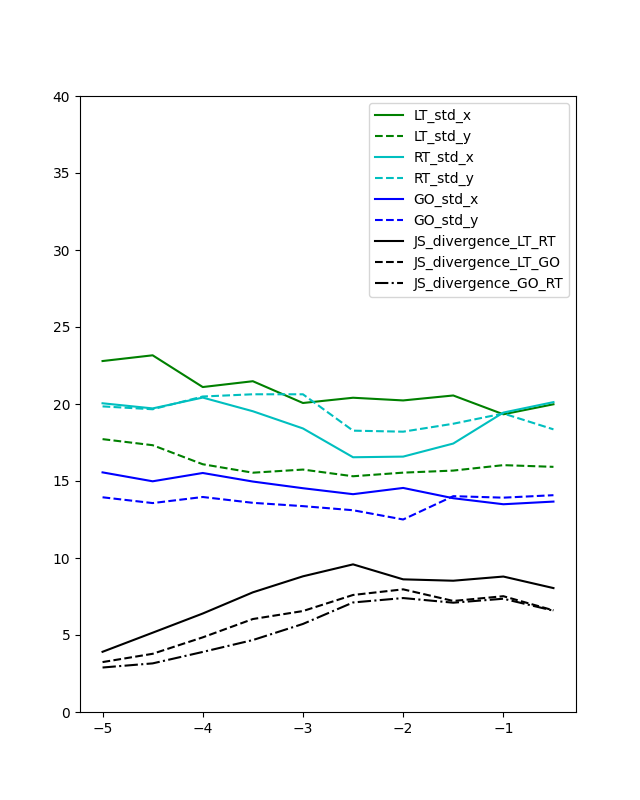 40
35
30
25
20
15
10
5
0
−5
−4
−3
−2
−1
LT_std_x
LT_std_y
RT_std_x
RT_std_y
GO_std_x
GO_std_y
JS_divergence_LT_RT
JS_divergence_LT_GO
JS_divergence_GO_RT